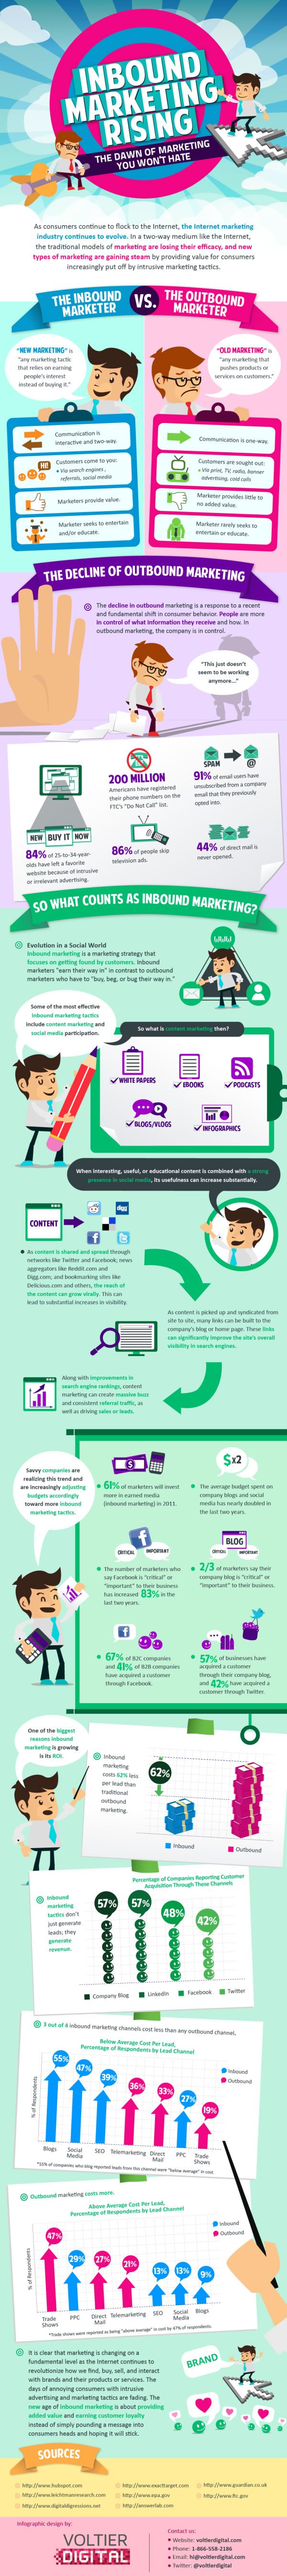 INBOUND
MARKETING
RISING
THE DAWN OF MARKETING
YOU WON'T HATE
As consumers continue to flock to the Internet, the Internet marketing
industry continues to evolve. In a two-way medium like the Internet,
the traditional models of marketing are losing their efficacy, and new
types of marketing are gaining steam by providing value for consumers
increasingly put off by intrusive marketing tactics.
THE INBOUND
MARKETER
VS.
THE OUTBOUND
MARKETER
"NEW MARKETING" is
"any marketing tactic
that relies on earning
people's interest
instead of buying it."
"OLD MARKETING" is
"any marketing that
pushes products or
services on customers."
Communication is
interactive and two-way.
HI!
Customers come to you:
• Via search engines,
referrals, social media
Marketers provide value.
Marketer seeks to entertain
and/or educate.
Communication is one-way.
Customers are sought out:
• Via print, TV, radio, banner
advertising, cold calls
Marketer provides little to
no added value.
Marketer rarely seeks to
entertain or educate.
THE DECLINE OF OUTBOUND MARKETING
The decline in outbound marketing is a response to a recent
and fundamental shift in consumer behavior. People are more
in control of what information they receive and how. In
outbound marketing, the company is in control.
"This just doesn't
seem to be working
anymore..."
200 MILLION
Americans have registered
their phone numbers on the
FTC's "Do Not Call" list.
SPAM
@
91% of email users have
unsubscribed from a company
email that they previously
opted into.
NEW BUY IT NOW
84% of 25-to-34-year-
olds have left a favorite
website because of intrusive
or irrelevant advertising.
86% of people skip
television ads.
44% of direct mail is
never opened.
SO WHAT COUNTS AS INBOUND MARKETING?
Evolution in a Social World
Inbound marketing is a marketing strategy that
focuses on getting found by customers. Inbound
marketers "earn their way in" in contrast to outbound
marketers who have to "buy, beg, or bug their way in."
Some of the most effective
inbound marketing tactics
include content marketing and
social media participation.
So what is content marketing then?
WHITE PAPERS
EBOOKS
PODCASTS
BLOGS/VLOGS
INFOGRAPHICS
When interesting, useful, or educational content is combined with a strong
presence in social media, its usefulness can increase substantially.
CONTENT
digg
As content is shared and spread through
networks like Twitter and Facebook; news
aggregators like Reddit.com and
Digg.com; and bookmarking sites like
Delicious.com and others, the reach of
the content can grow virally. This can
lead to substantial increases in visibility.
As content is picked up and syndicated from
site to site, many links can be built to the
company's blog or home page. These links
can significantly improve the site's overall
visibility in search engines.
Along with improvements in
search engine rankings, content
marketing can create massive buzz
and consistent referral traffic, as
well as driving sales or leads.
Savvy companies are
realizing this trend and
are increasingly adjusting
budgets accordingly
toward more inbound
marketing tactics.
$
61% of marketers will invest
more in earned media
(inbound marketing) in 2011.
$x2
The average budget spent on
company blogs and social
media has nearly doubled in
the last two years.
CRITICAL IMPORTANT
The number of marketers who
say Facebook is "critical" or
"important" to their business
has increased 83% in the
last two years.
BLOG
CRITICAL IMPORTANT
2/3 of marketers say their
company blog is "critical" or
"important" to their business.
67% of B2C companies
and 41% of B2B companies
have acquired a customer
through Facebook.
57% of businesses have
acquired a customer
through their company blog,
and 42% have acquired a
customer through Twitter.
One of the biggest
reasons inbound
marketing is growing
is its ROI.
Inbound
marketing
costs 62% less
per lead than
traditional
outbound
marketing.
62%
Inbound
Outbound
Percentage of Companies Reporting Customer
Acquisition Through These Channels
Inbound
marketing
tactics don't
just generate
leads; they
generate
revenue.
57%
57%
48%
42%
Company Blog
LinkedIn
Facebook
Twitter
3 out of 4 inbound marketing channels cost less than any outbound channel.
Below Average Cost Per Lead,
Percentage of Respondents by Lead Channel
% of Respondents
55%
47%
39%
36%
33%
27%
19%
Inbound
Outbound
Blogs
Social
Media
SEO
Telemarketing
Direct
Mail
PPC
Trade
Shows
*55% of companies who blog reported leads from this channel were "below average" in cost
Outbound marketing costs more.
Above Average Cost Per Lead,
Percentage of Respondents by Lead Channel
% of Respondents
47%
29%
27%
21%
13%
13%
9%
Inbound
Outbound
Trade
Shows
PPC
Direct
Mail
Telemarketing
SEO
Social
Media
Blogs
*Trade shows were reported as being "above average" in cost by 47% of respondents.
It is clear that marketing is changing on a
fundamental level as the Internet continues to
revolutionize how we find, buy, sell, and interact
with brands and their products or services. The
days of annoying consumers with intrusive
advertising and marketing tactics are fading. The
new age of inbound marketing is about providing
added value and earning customer loyalty
instead of simply pounding a message into
consumers heads and hoping it will stick.
BRAND
SOURCES
http://www.hubspot.com
http://www.exacttarget.com
http://www.guardian.co.uk
http://www.leichtmanresearch.com
http://www.epa.gov
http://www.ftc.gov
http://www.digitaldigressions.net
http://answerlab.com
Infographic design by:
VOLTIER
DIGITAL
Contact us:
• Website: voltierdigital.com
• Phone: 1-866-558-2186
• Email: hi@voltierdigital.com
• Twitter: @voltierdigital